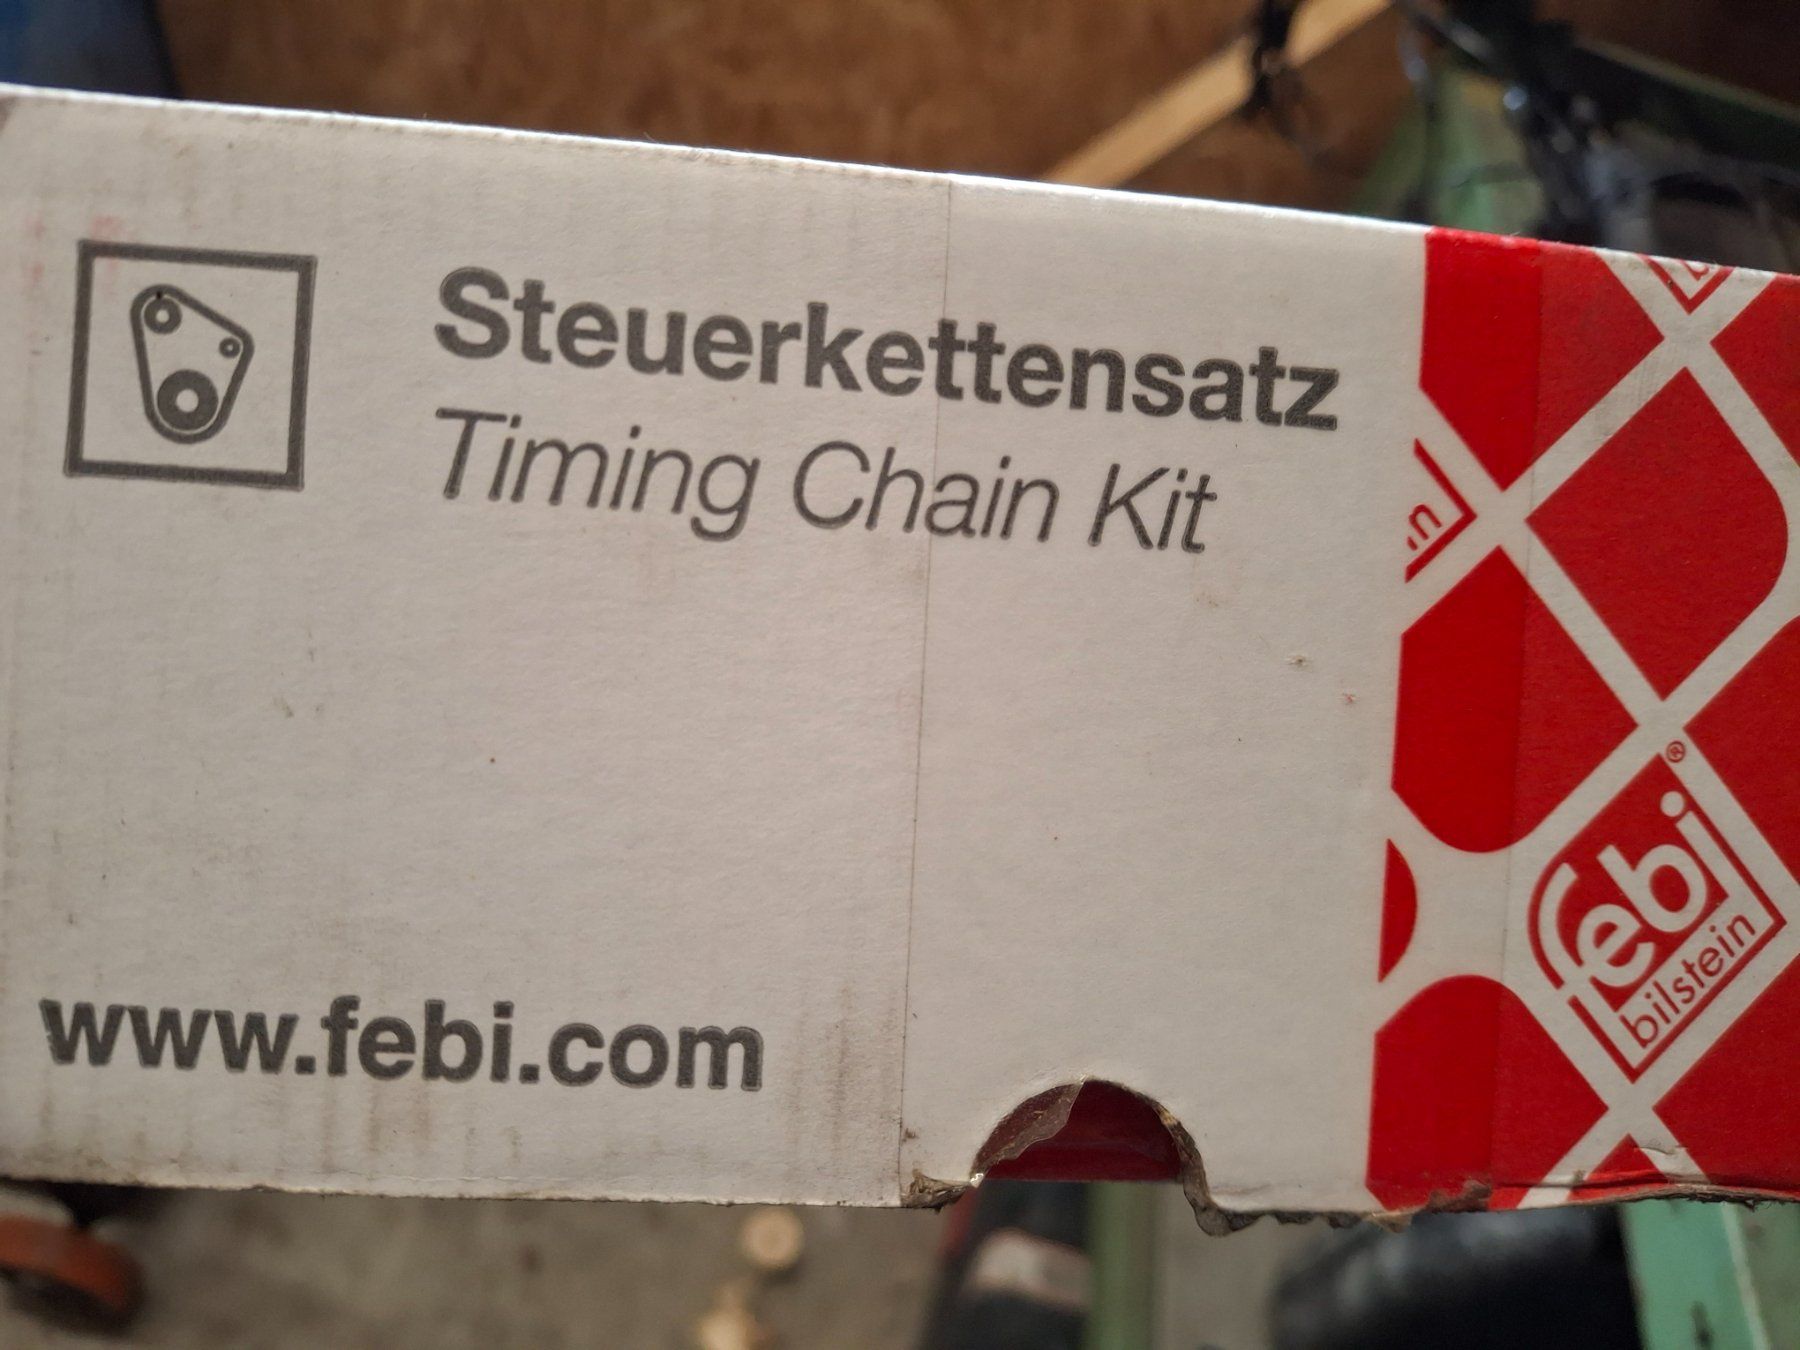 Steuerkettensatz
Timing Chain Kit
www.febi.com
febi®
bilstein